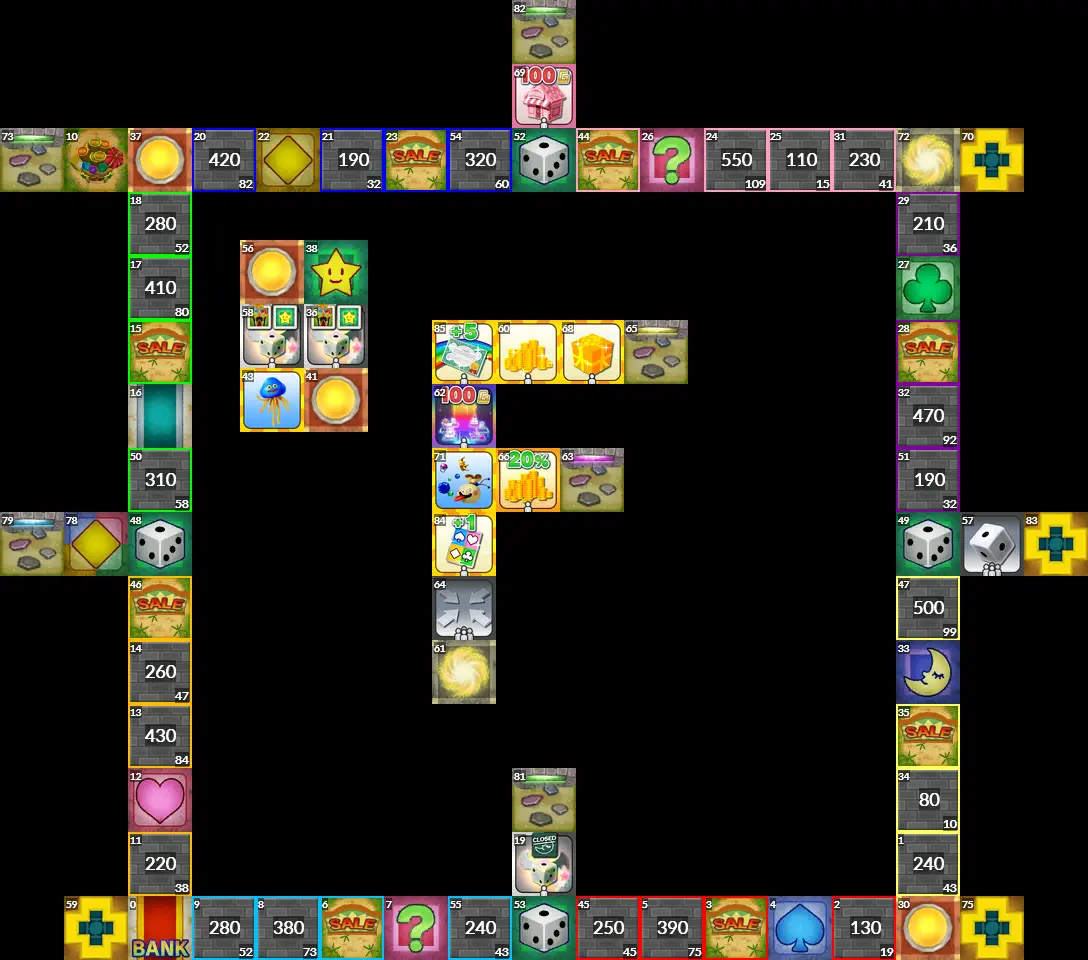 82
69 100 G
73 10 37 20 420 82 22 21 190 32 23 SALE 54 320 60 52 44 SALE 26 ? 24 550 109 25 110 15 31 230 41 72 70
18 280 52 29 210 36
56 38
17 410 80 27
58 36
15 SALE 85 +5 60 68 65 28 SALE
43 41
16 62 100 G 32 470 92
50 310 58 71 66 20% 63 51 190 32
79 78 48 84 +1 49 57 83
46 SALE 64 47 500 99
14 260 47 61 33
13 430 84 35 SALE
12 81 34 80 10
11 220 38 19 CLOSED 1 240 43
59 0 BANK 9 280 52 8 380 73 6 SALE 7 ? 55 240 43 53 45 250 45 5 390 75 3 SALE 4 2 130 19 30 75